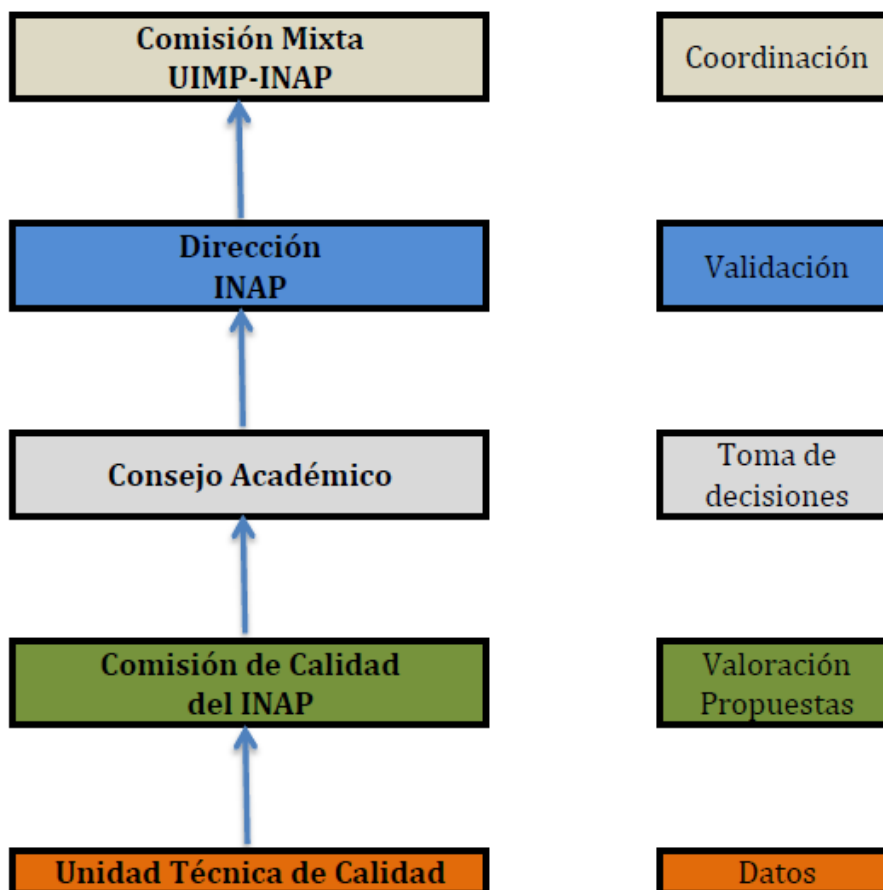 Comisión Mixta
UIMP-INAP
Coordinación
Dirección
INAP
Validación
Consejo Académico
Toma de
decisiones
Comisión de Calidad
del INAP
Valoración
Propuestas
Unidad Técnica de Calidad
Datos